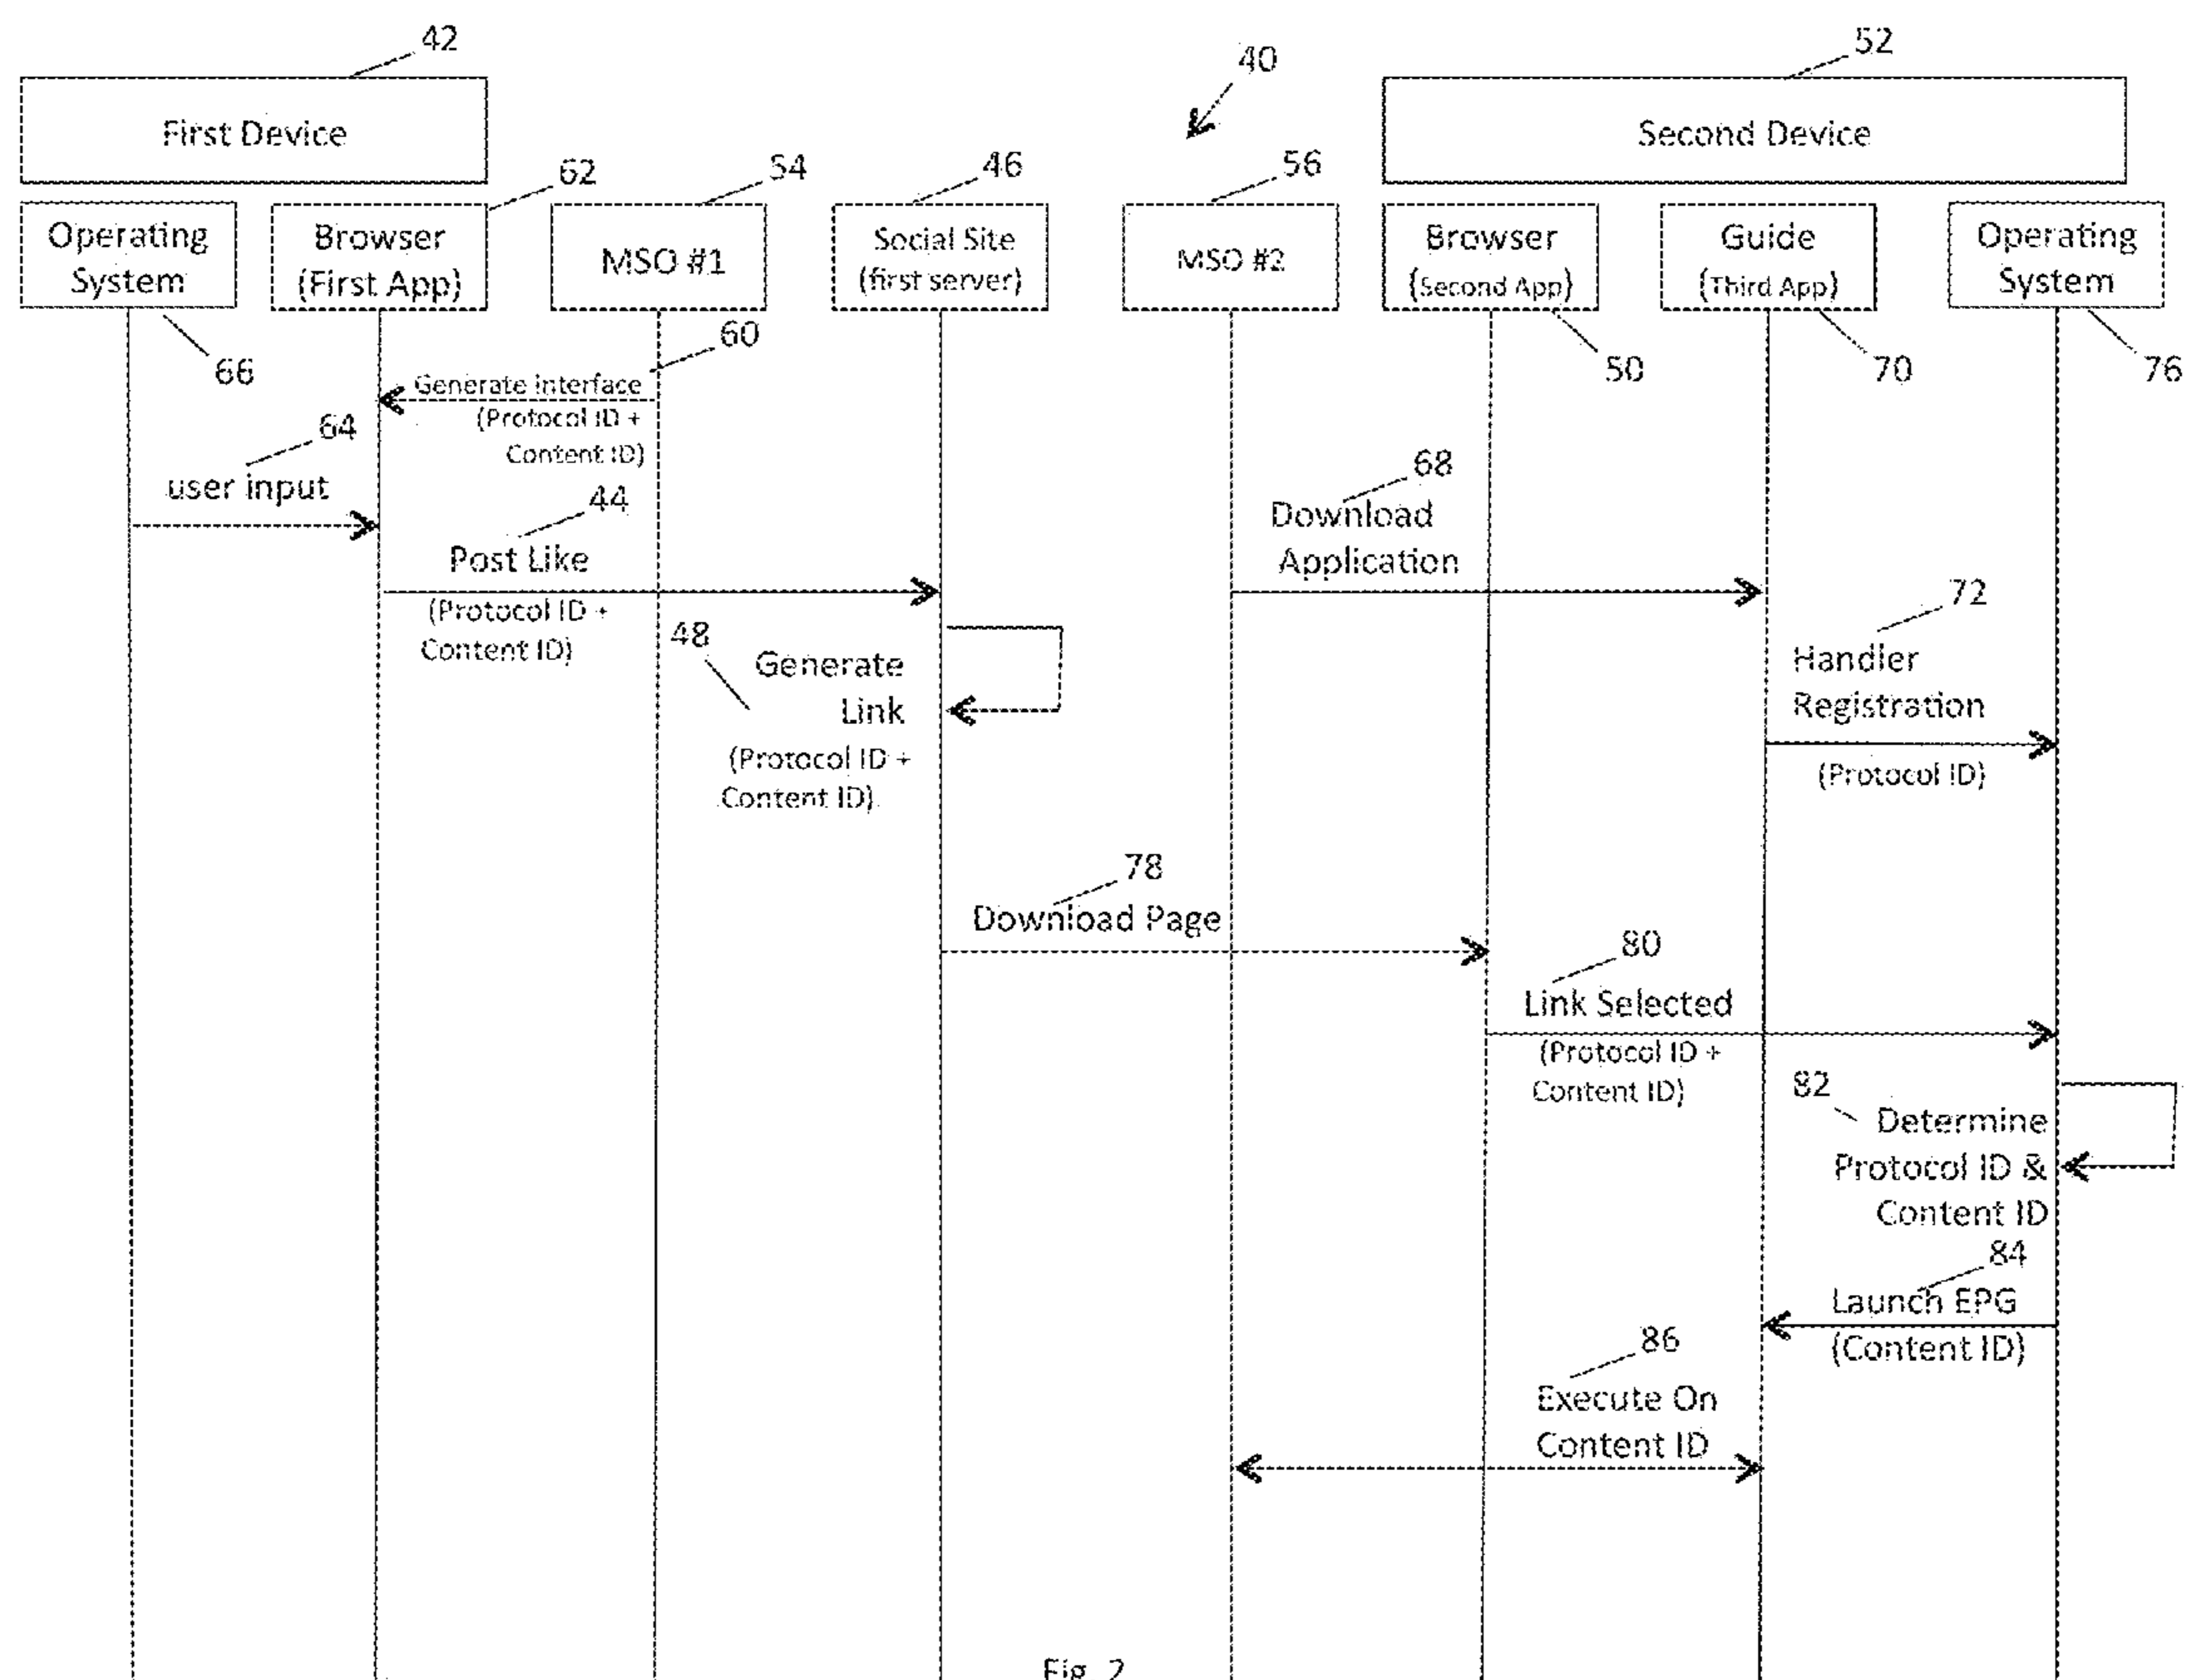 42
40
52
First Device
Second Device
62
54
46
56
Operating
System
Browser
(First App)
MSO #1
Social Site
(first server)
MSO #2
Browser
(Second App)
Guide
(Third App)
Operating
System
66
60
50
70
76
Generate Interface
(Protocol ID +
Content ID)
64
user input
44
Post Like
(Protocol ID +
Content ID)
68
Download
Application
48
Generate
Link
(Protocol ID +
Content ID)
72
Handler
Registration
(Protocol ID)
78
Download Page
80
Link Selected
(Protocol ID +
Content ID)
82
Determine
Protocol ID &
Content ID
84
Launch EPG
(Content ID)
86
Execute On
Content ID
Fig. 2